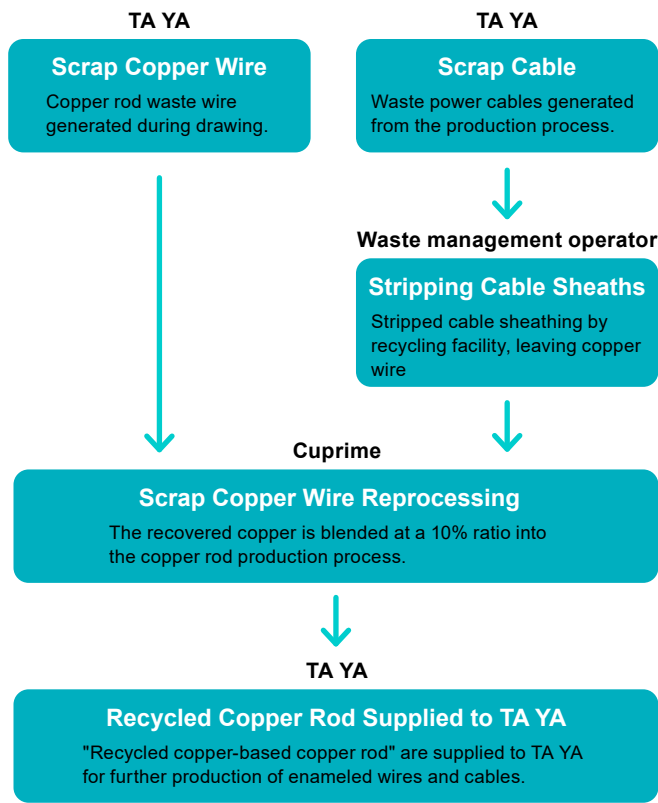 TA YA
Scrap Copper Wire
Copper rod waste wire
generated during drawing.
TA YA
Scrap Cable
Waste power cables generated
from the production process.
Waste management operator
Stripping Cable Sheaths
Stripped cable sheathing by
recycling facility, leaving copper
wire
Cuprime
Scrap Copper Wire Reprocessing
The recovered copper is blended at a 10% ratio into
the copper rod production process.
TA YA
Recycled Copper Rod Supplied to TA YA
"Recycled copper-based copper rod" are supplied to TA YA
for further production of enameled wires and cables.